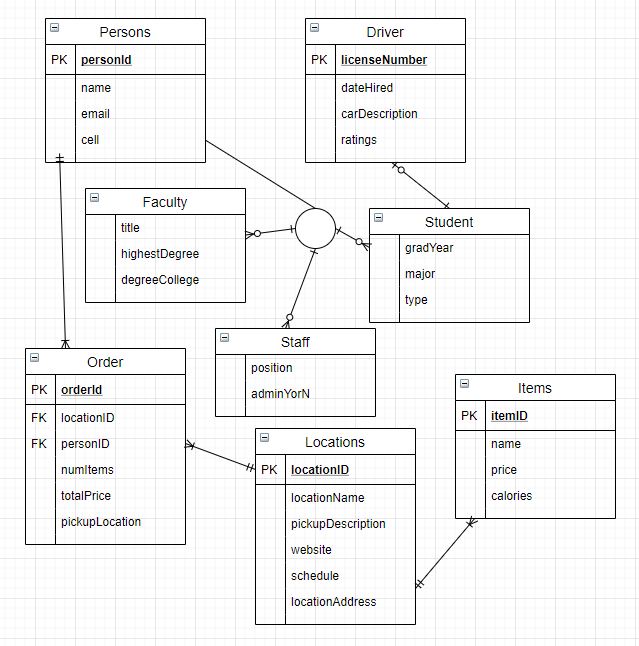 Persons
PK personId
name
email
cell
Driver
PK licenseNumber
dateHired
carDescription
ratings
Faculty
title
highestDegree
degreeCollege
Student
gradYear
major
type
Staff
position
adminYorN
Order
PK orderId
FK locationID
FK personID
numItems
totalPrice
pickupLocation
Locations
PK locationID
locationName
pickupDescription
website
schedule
locationAddress
Items
PK itemID
name
price
calories